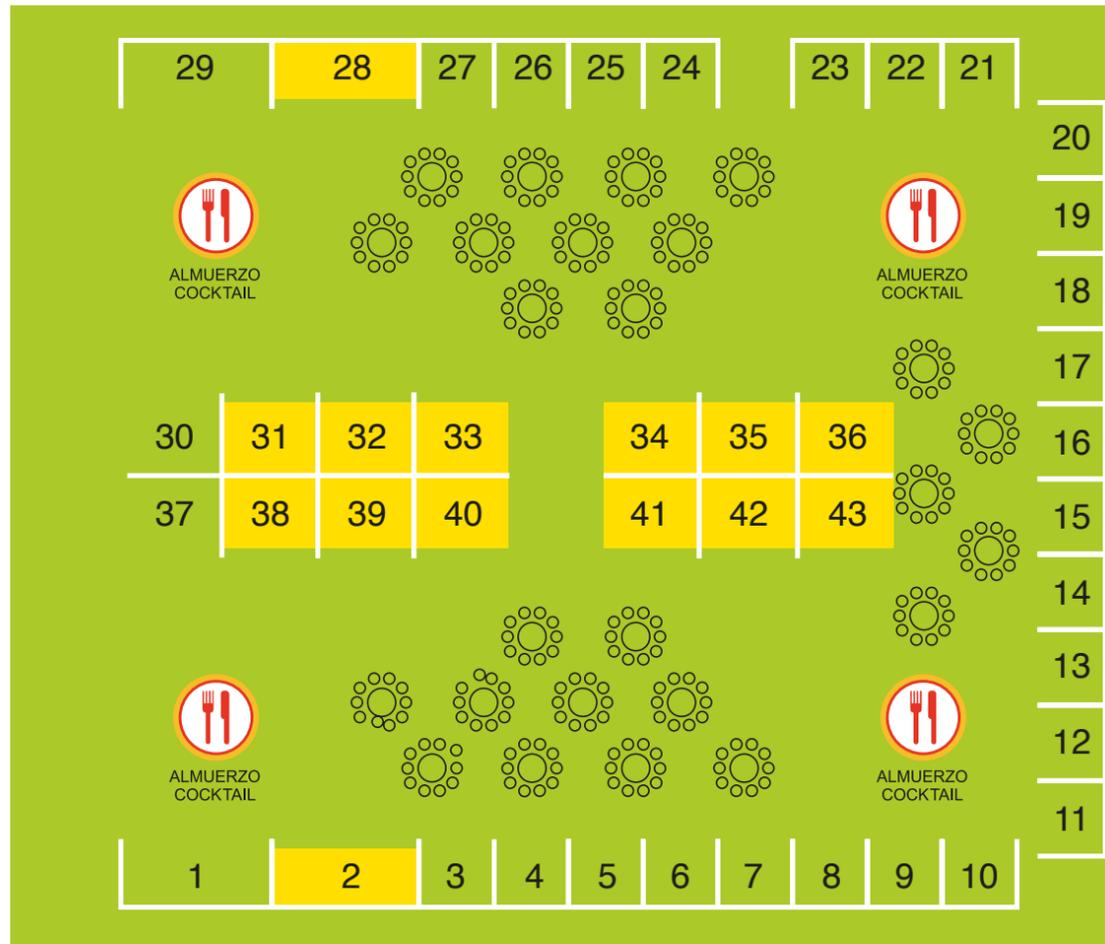 29 28 27 26 25 24 23 22 21
20
19
18
17
16
15
14
13
12
11
ALMUERZO
COCKTAIL
ALMUERZO
COCKTAIL
30 31 32 33 34 35 36
37 38 39 40 41 42 43
ALMUERZO
COCKTAIL
ALMUERZO
COCKTAIL
1 2 3 4 5 6 7 8 9 10